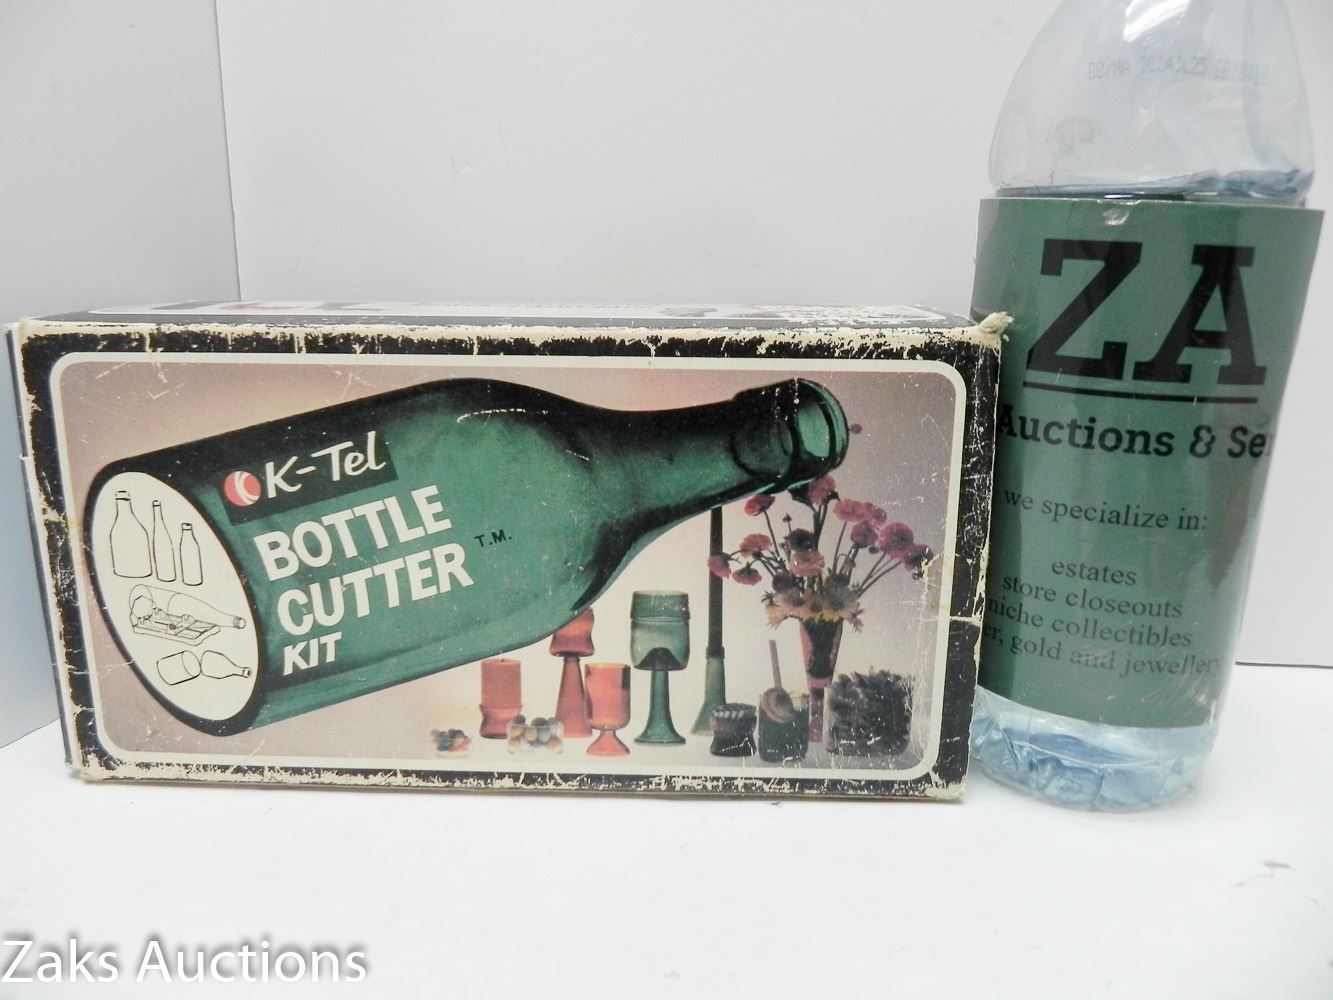 K-Tel
BOTTLE
CUTTER T.M.
KIT
ZA
Auctions &
we specialize in:
estates
store closeouts
niche collectibles
gold and jewellery
Zaks Auctions